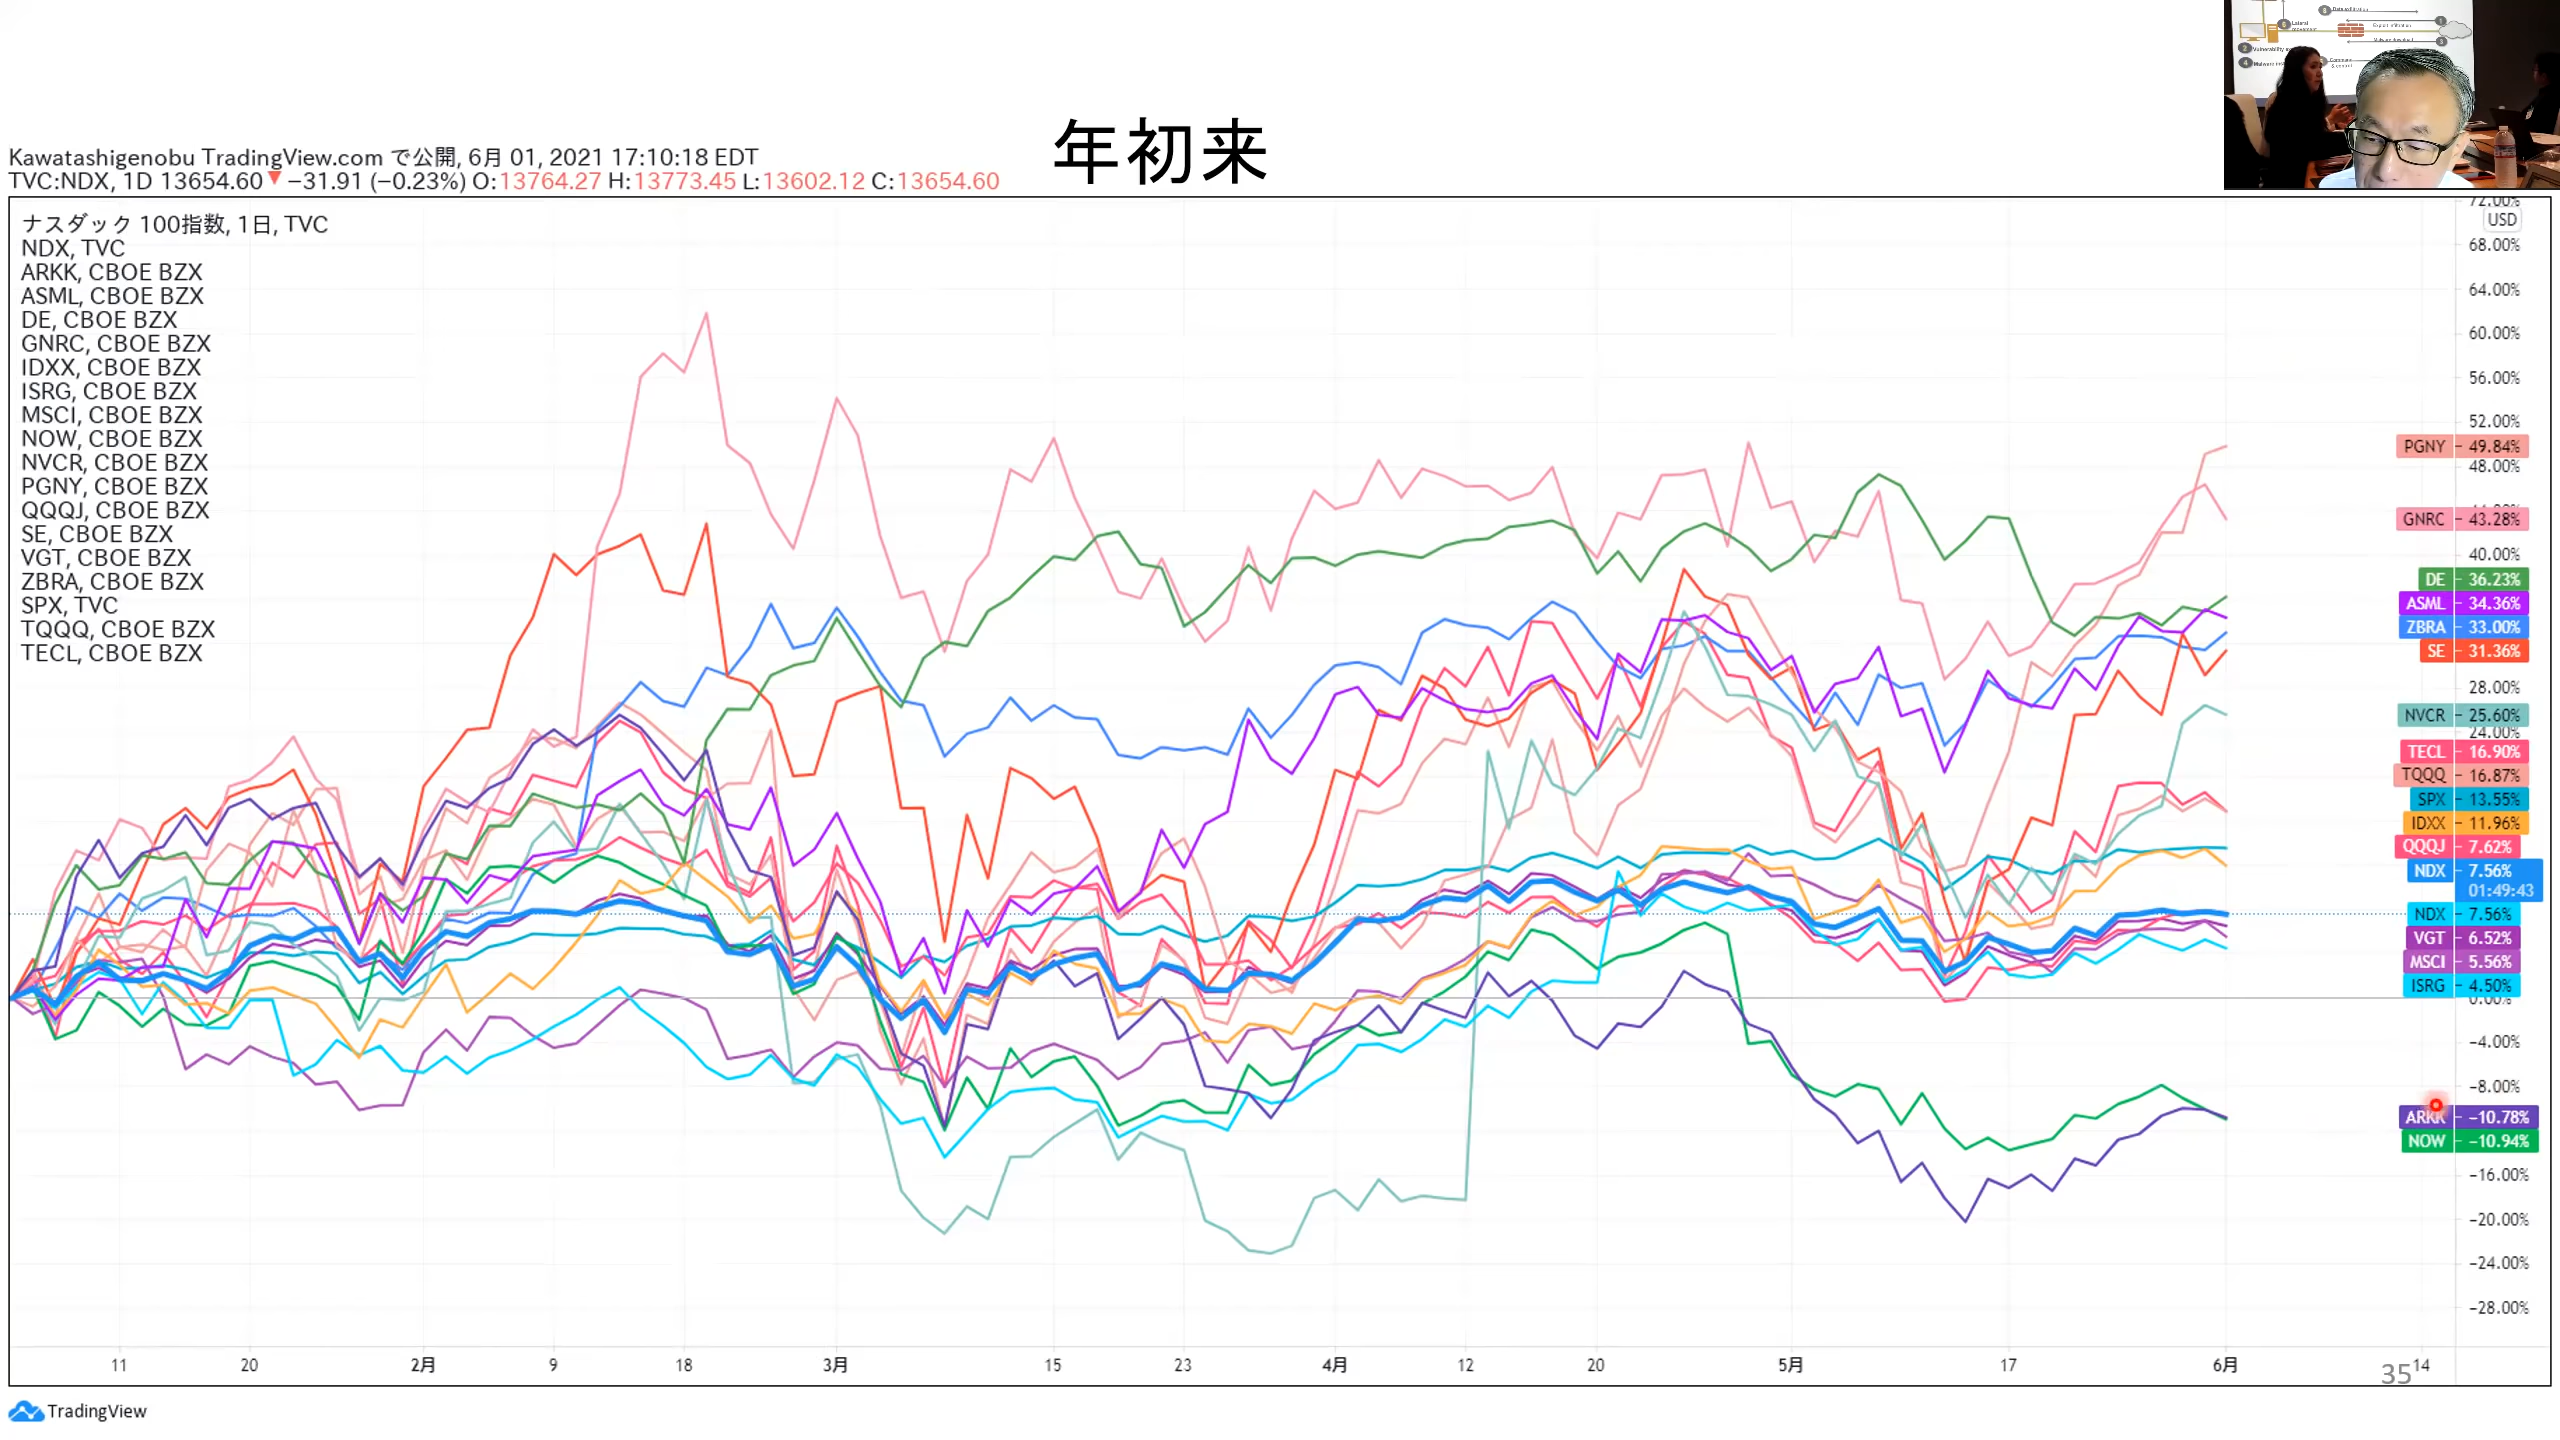 年初来
Kawatashigenobu TradingView.com で公開, 6月 01, 2021 17:10:18 EDT
TVC:NDX, 1D 13654.60 ▼ −31.91 (−0.23%) O:13764.27 H:13773.45 L:13602.12 C:13654.60
ナスダック 100指数, 1日, TVC
NDX, TVC
ARKK, CBOE BZX
ASML, CBOE BZX
DE, CBOE BZX
GNRC, CBOE BZX
IDXX, CBOE BZX
ISRG, CBOE BZX
MSCI, CBOE BZX
NOW, CBOE BZX
NVCR, CBOE BZX
PGNY, CBOE BZX
QQQJ, CBOE BZX
SE, CBOE BZX
VGT, CBOE BZX
ZBRA, CBOE BZX
SPX, TVC
TQQQ, CBOE BZX
TECL, CBOE BZX
72.00%
USD
68.00%
64.00%
60.00%
56.00%
52.00%
PGNY 49.84%
48.00%
GNRC 43.28%
40.00%
DE 36.23%
ASML 34.36%
ZBRA 33.00%
SE 31.36%
28.00%
NVCR 25.60%
24.00%
TECL 16.90%
TQQQ 16.87%
SPX 13.55%
IDXX 11.96%
QQQJ 7.62%
NDX 7.56%
01:49:43
NDX 7.56%
VGT 6.52%
MSCI 5.56%
ISRG 4.50%
0.00%
−4.00%
−8.00%
ARKK −10.78%
NOW −10.94%
−16.00%
−20.00%
−24.00%
−28.00%
11 20 2月 9 18 3月 15 23 4月 12 20 5月 17 6月 14
35
TradingView